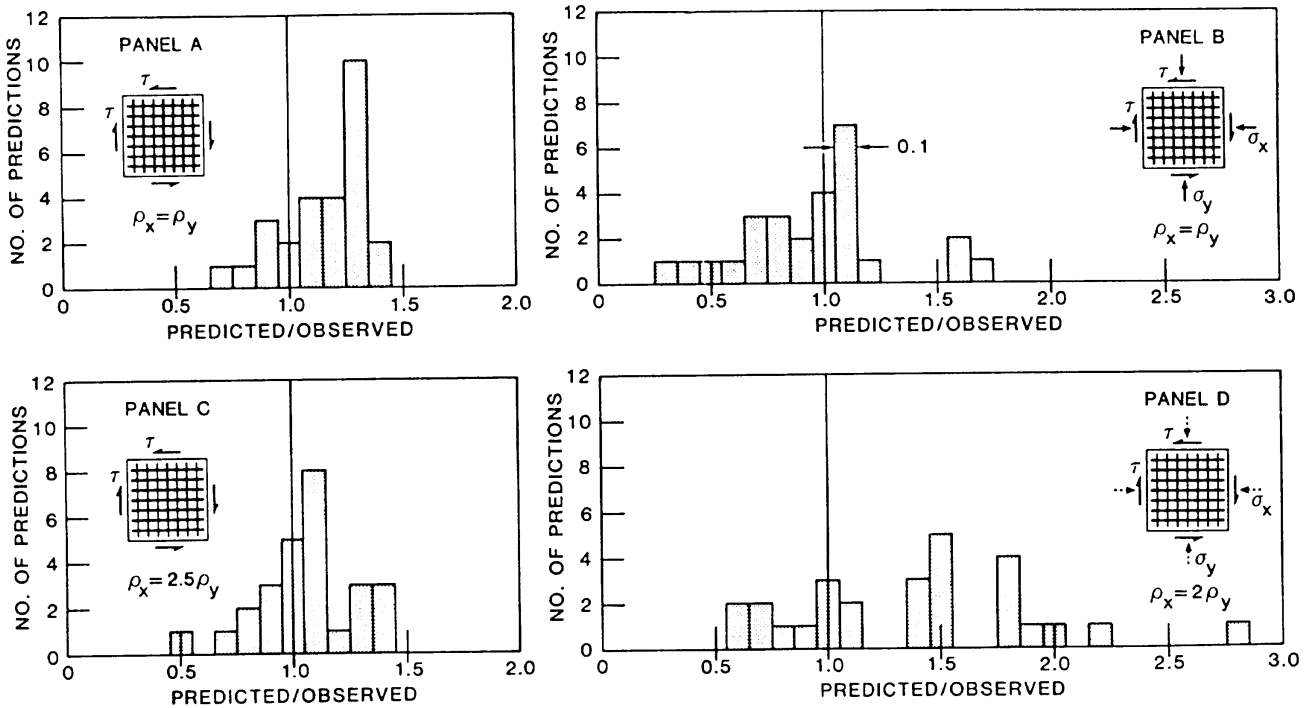 NO. OF PREDICTIONS
12
10
8
6
4
2
0
PANEL A
τ
τ
ρx = ρy
0
0.5
1.0
1.5
2.0
PREDICTED/OBSERVED
NO. OF PREDICTIONS
12
10
8
6
4
2
0
0.1
PANEL B
τ
τ
σx
σy
ρx = ρy
0
0.5
1.0
1.5
2.0
2.5
3.0
PREDICTED/OBSERVED
NO. OF PREDICTIONS
12
10
8
6
4
2
0
PANEL C
τ
τ
ρx = 2.5ρy
0
0.5
1.0
1.5
2.0
PREDICTED/OBSERVED
NO. OF PREDICTIONS
12
10
8
6
4
2
0
PANEL D
τ
τ
σx
σy
ρx = 2ρy
0
0.5
1.0
1.5
2.0
2.5
3.0
PREDICTED/OBSERVED